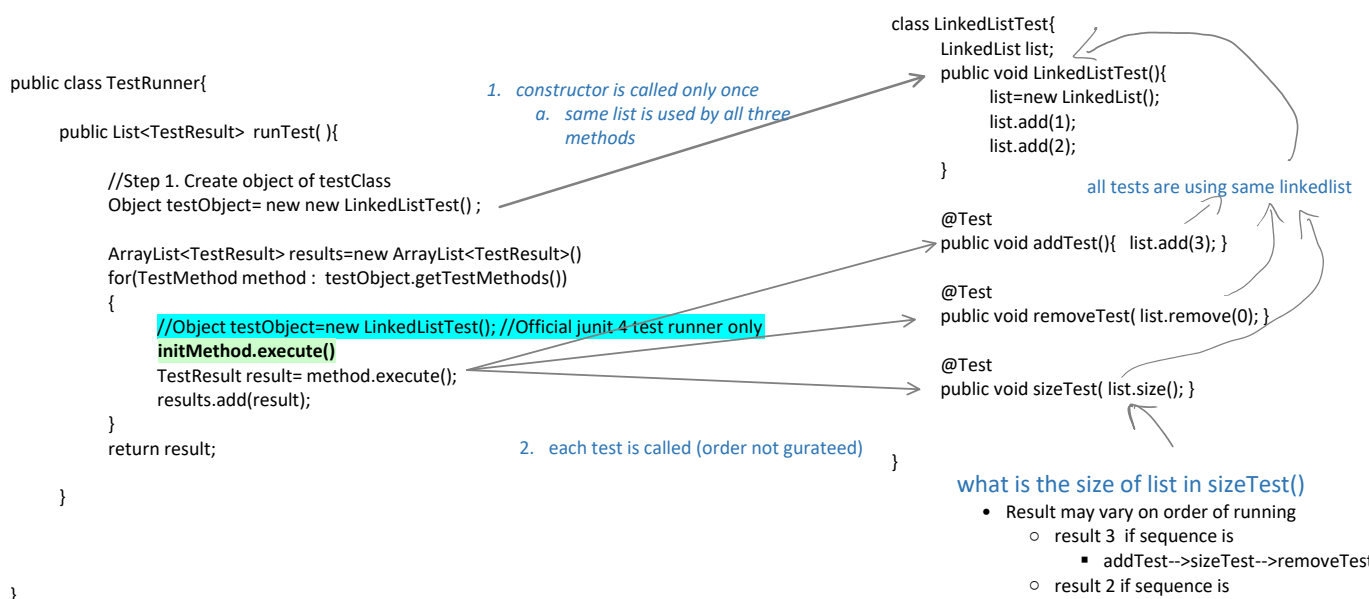 public class TestRunner{
public List<TestResult> runTest( ){
//Step 1. Create object of testClass
Object testObject= new new LinkedListTest() ;
ArrayList<TestResult> results=new ArrayList<TestResult>()
for(TestMethod method : testObject.getTestMethods())
{
//Object testObject=new LinkedListTest(); //Official junit 4 test runner only
initMethod.execute()
TestResult result= method.execute();
results.add(result);
}
return result;
}
}
1. constructor is called only once
a. same list is used by all three
methods
2. each test is called (order not gurateed)
class LinkedListTest{
LinkedList list;
public void LinkedListTest(){
list=new LinkedList();
list.add(1);
list.add(2);
}
all tests are using same linkedlist
@Test
public void addTest(){ list.add(3); }
@Test
public void removeTest( list.remove(0); }
@Test
public void sizeTest( list.size(); }
}
what is the size of list in sizeTest()
• Result may vary on order of running
○ result 3 if sequence is
▪ addTest-->sizeTest-->removeTest
○ result 2 if sequence is